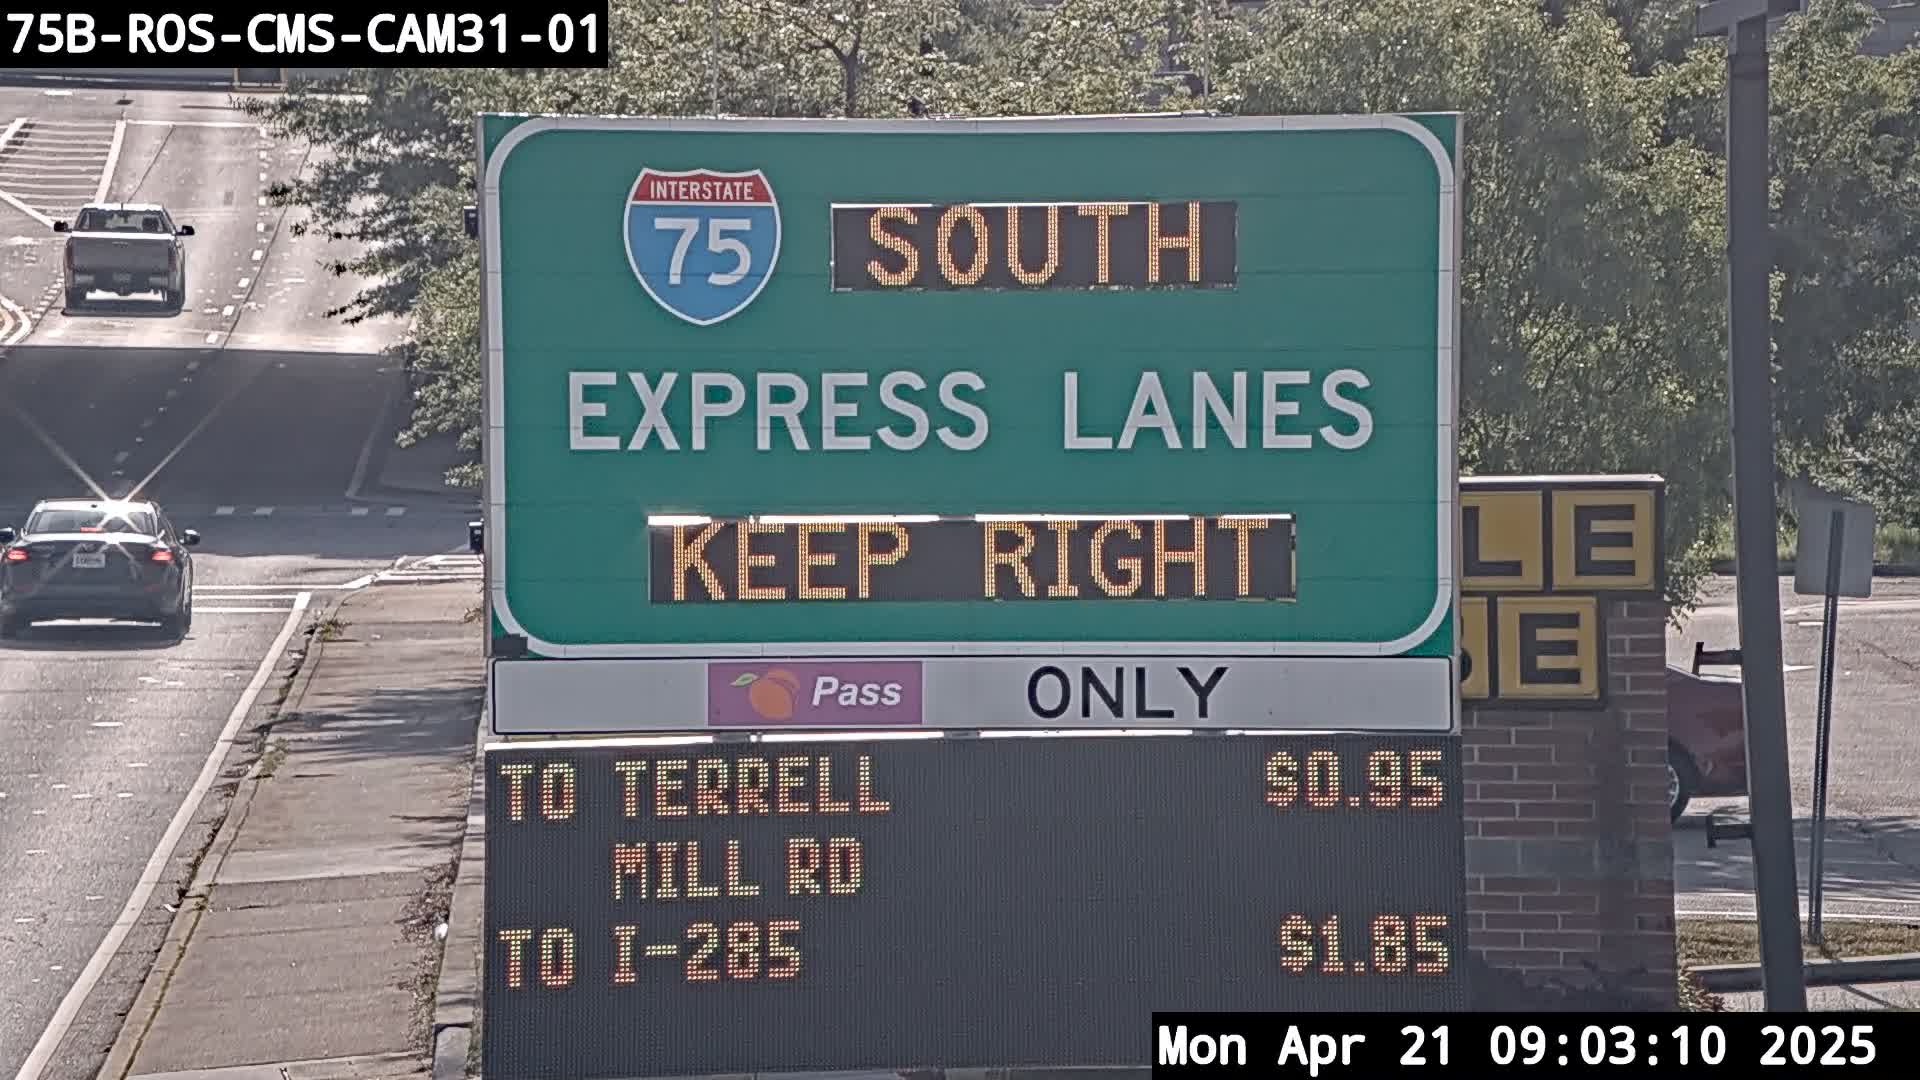 75B-ROS-CMS-CAM31-01
INTERSTATE
75
SOUTH
EXPRESS LANES
KEEP RIGHT
Pass ONLY
TO TERRELL $0.95
MILL RD
TO I-285 $1.85
LE
E
Mon Apr 21 09:03:10 2025